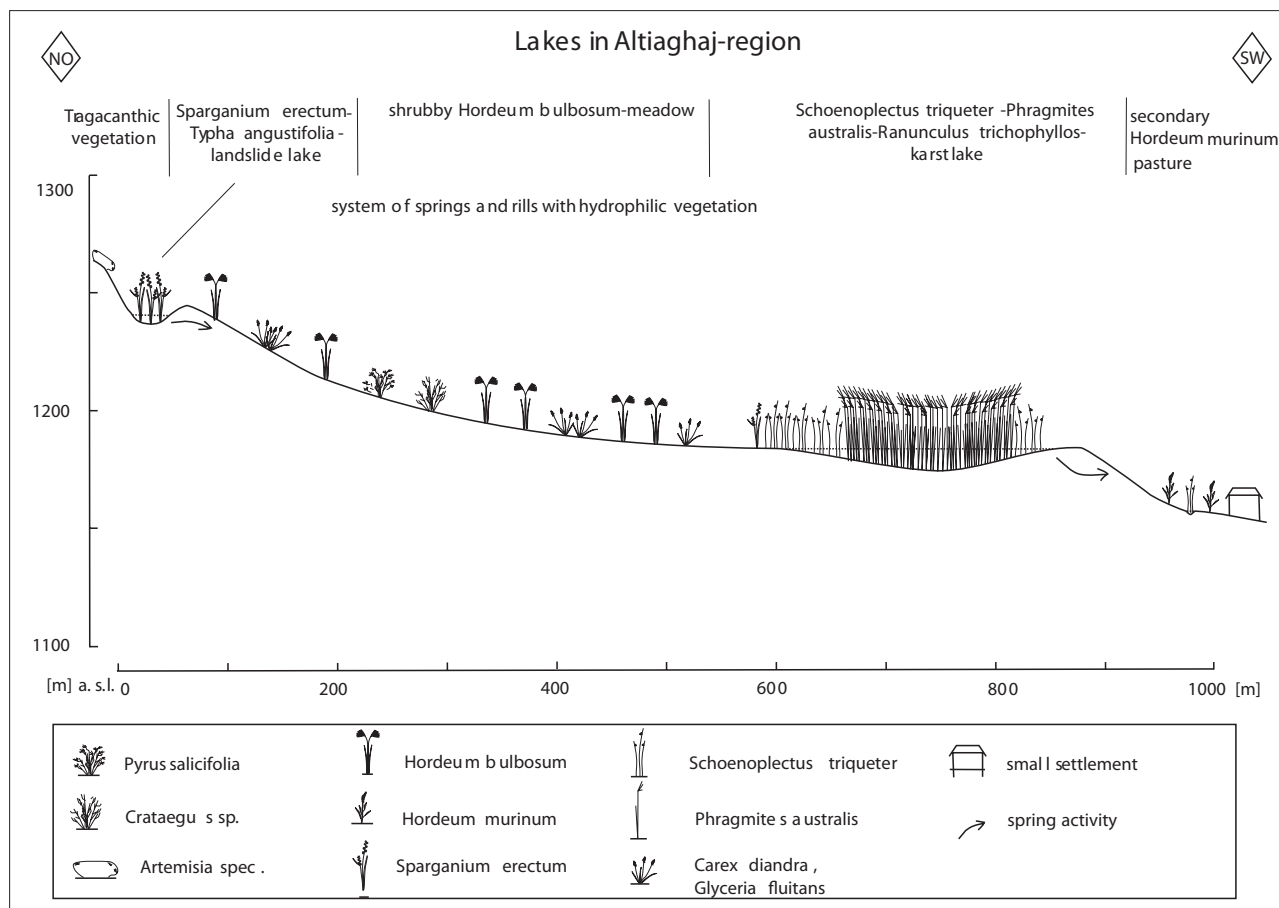 Lakes in Altiaghaj-region
NO
SW
Tragacanthic
vegetation
Sparganium erectum-
Typha angustifolia-
landslide lake
shrubby Hordeum bulbosum-meadow
Schoenoplectus triqueter -Phragmites
australis-Ranunculus trichophyllos-
karst lake
secondary
Hordeum murinum
pasture
system of springs and rills with hydrophilic vegetation
1300
1200
1100
[m] a. s.l. 0 200 400 600 800 1000 [m]
Pyrus salicifolia
Crataegus sp.
Artemisia spec.
Hordeum bulbosum
Hordeum murinum
Sparganium erectum
Schoenoplectus triqueter
Phragmites australis
Carex diandra,
Glyceria fluitans
small settlement
spring activity